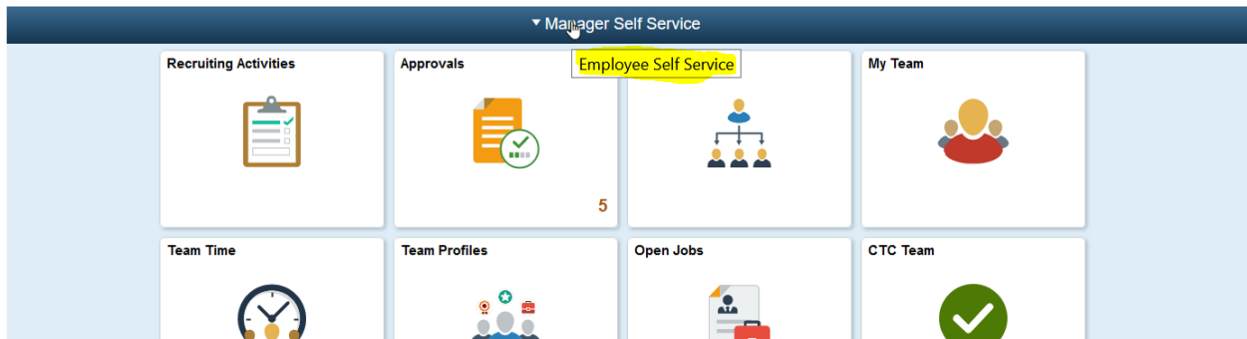 Manager Self Service
Recruiting Activities
Approvals
Employee Self Service
My Team
5
Team Time
Team Profiles
Open Jobs
CTC Team